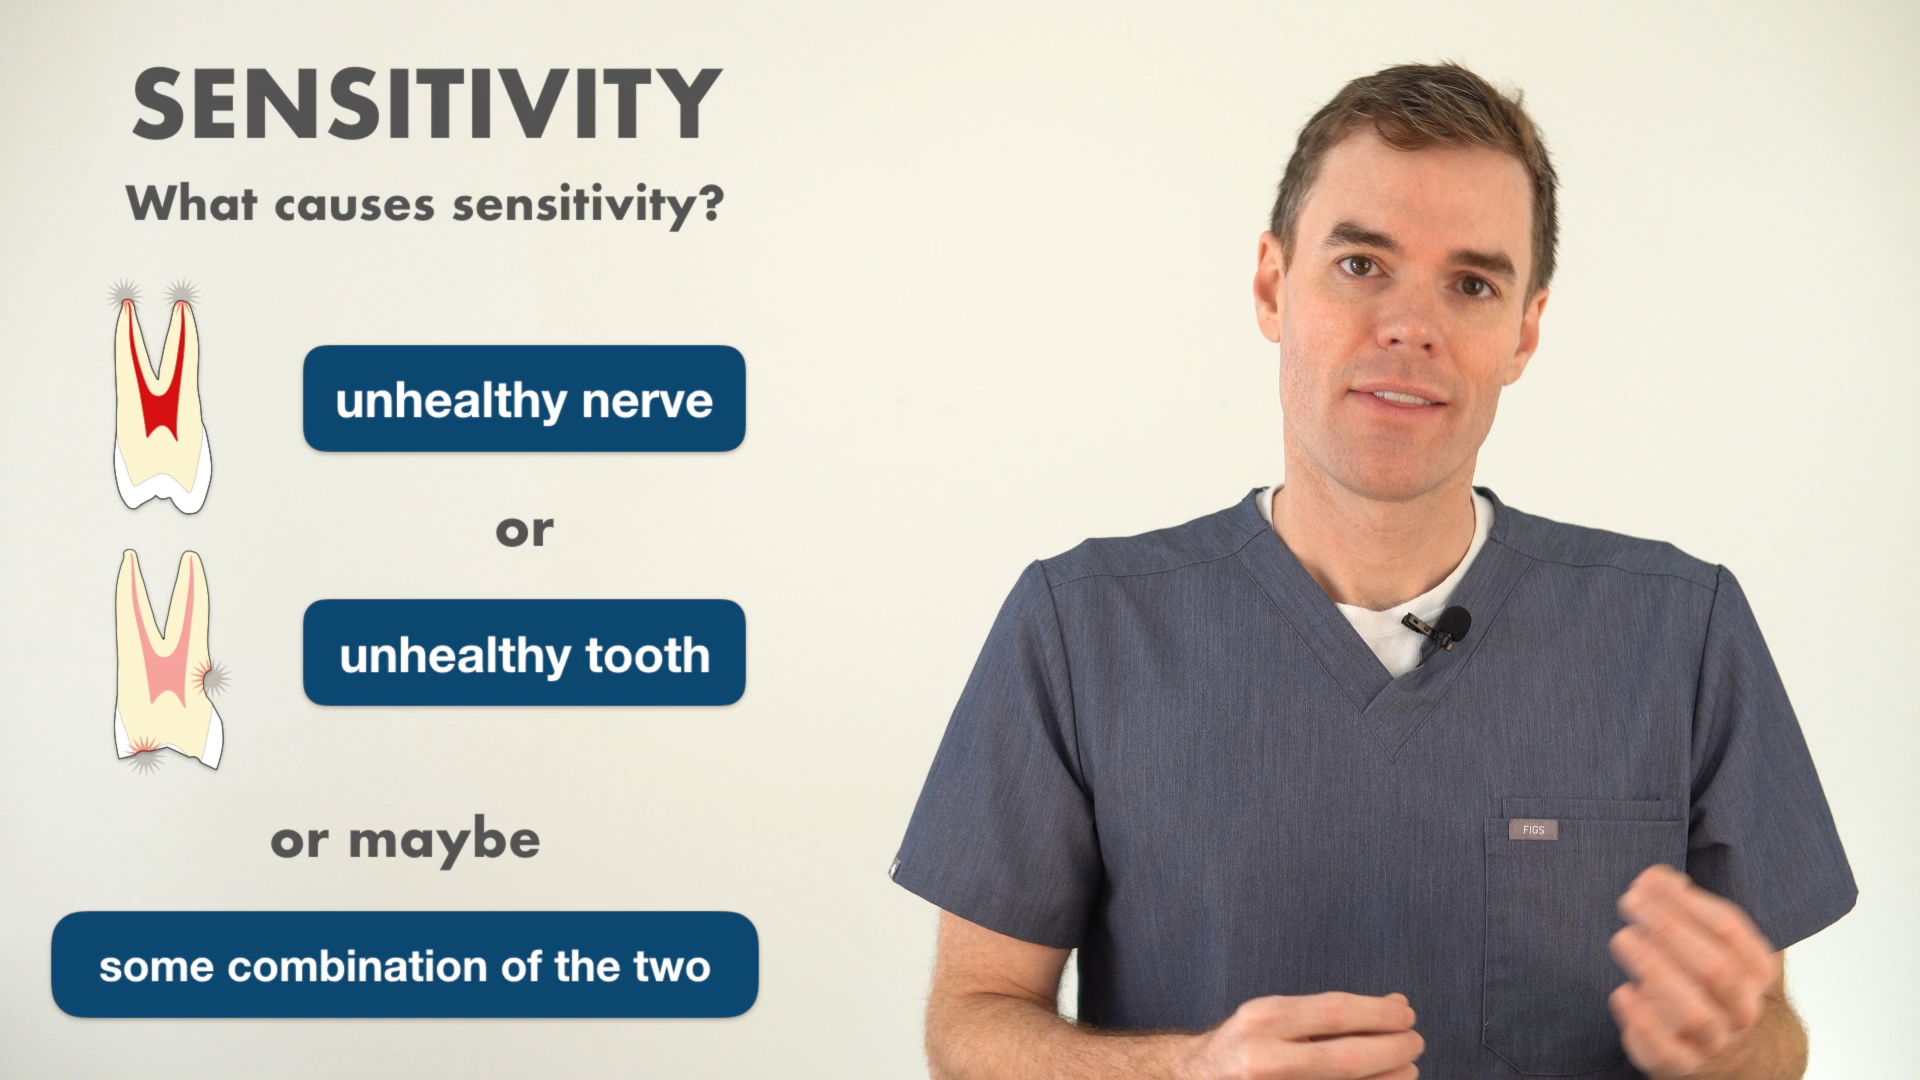 SENSITIVITY
What causes sensitivity?
unhealthy nerve
or
unhealthy tooth
or maybe
some combination of the two
FIGS